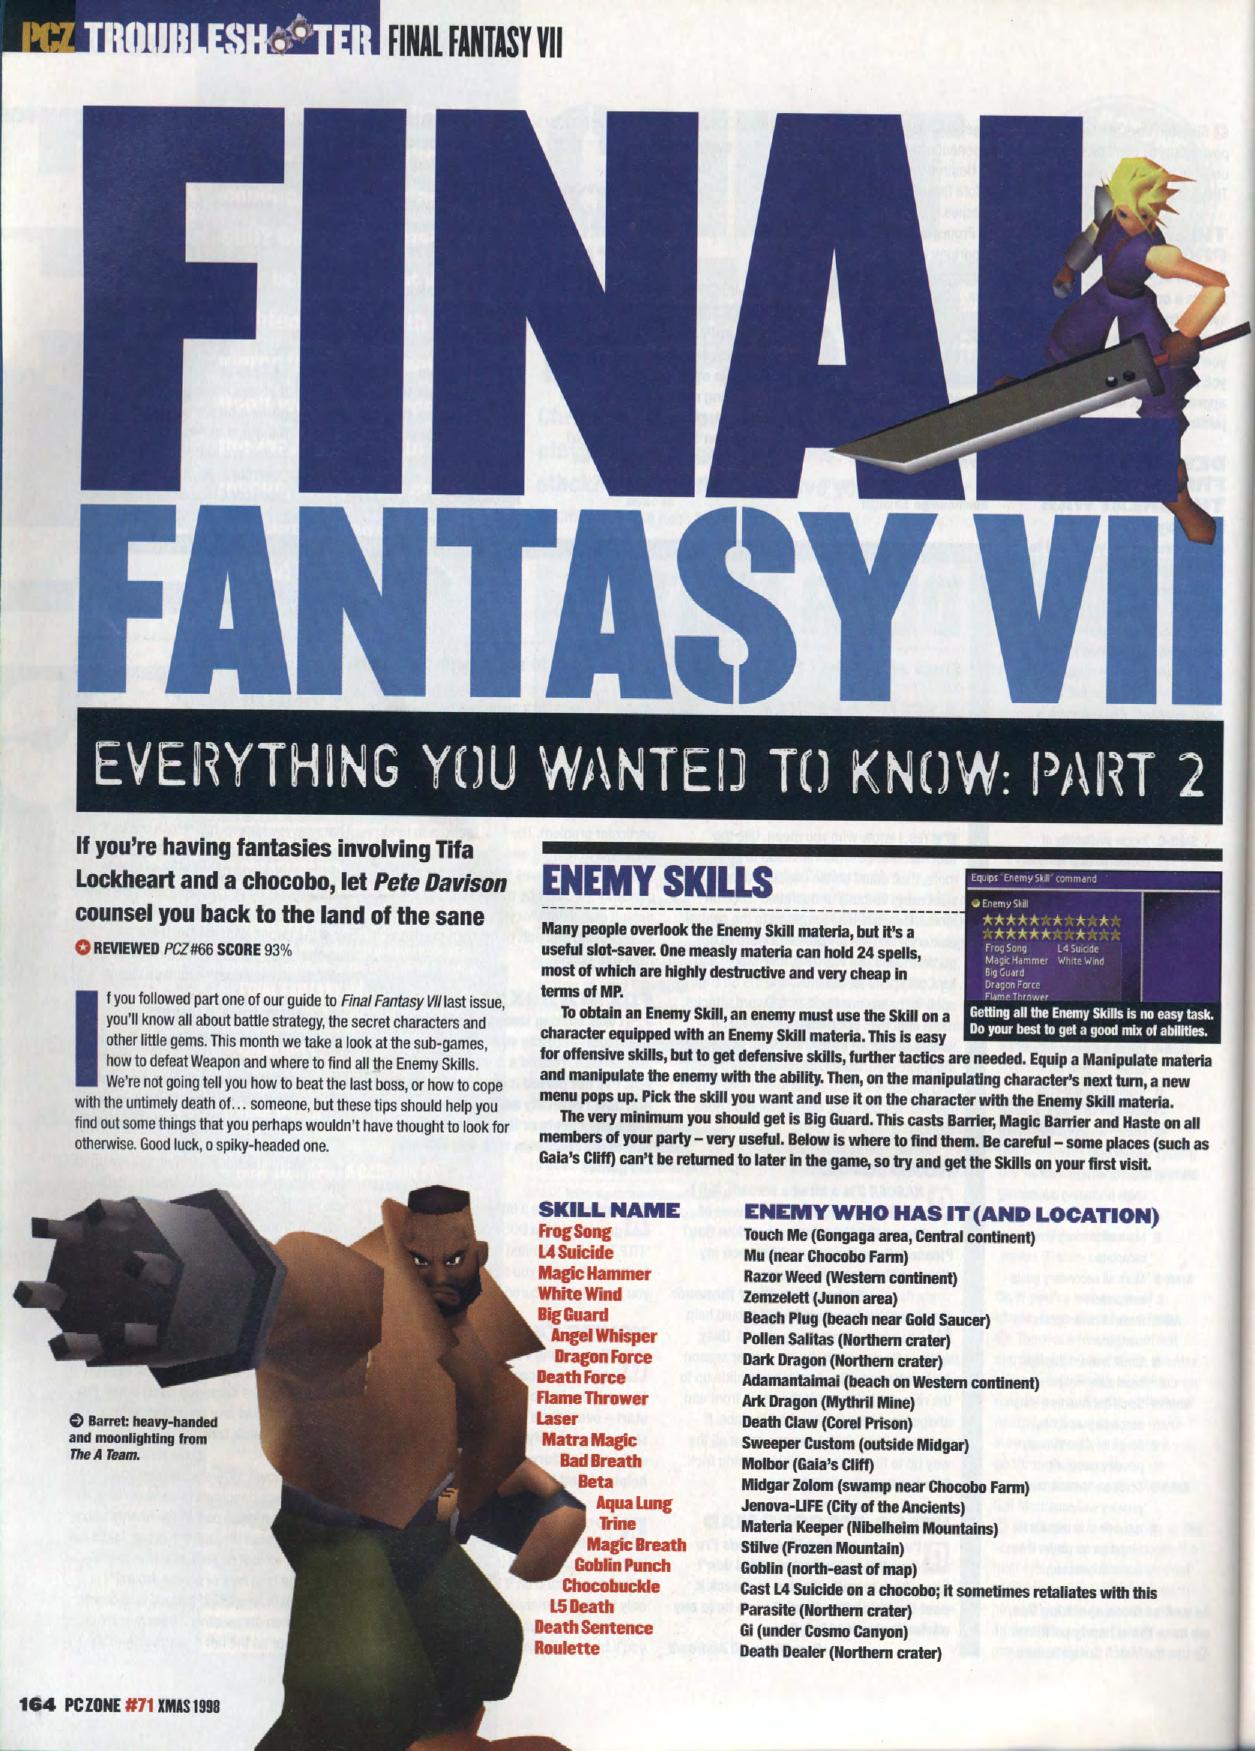 PCZ TROUBLESHOOTER FINAL FANTASY VII
FINAL
FANTASY VII
EVERYTHING YOU WANTED TO KNOW: PART 2
If you're having fantasies involving Tifa
Lockheart and a chocobo, let Pete Davison
counsel you back to the land of the sane
REVIEWED PCZ #66 SCORE 93%
If you followed part one of our guide to Final Fantasy VII last issue,
you'll know all about battle strategy, the secret characters and
other little gems. This month we take a look at the sub-games,
how to defeat Weapon and where to find all the Enemy Skills.
We're not going tell you how to beat the last boss, or how to cope
with the untimely death of... someone, but these tips should help you
find out some things that you perhaps wouldn't have thought to look for
otherwise. Good luck, o spiky-headed one.
Barret: heavy-handed
and moonlighting from
The A Team.
ENEMY SKILLS
Many people overlook the Enemy Skill materia, but it's a
useful slot-saver. One measly materia can hold 24 spells,
most of which are highly destructive and very cheap in
terms of MP.
To obtain an Enemy Skill, an enemy must use the Skill on a
character equipped with an Enemy Skill materia. This is easy
for offensive skills, but to get defensive skills, further tactics are needed. Equip a Manipulate materia
and manipulate the enemy with the ability. Then, on the manipulating character's next turn, a new
menu pops up. Pick the skill you want and use it on the character with the Enemy Skill materia.
The very minimum you should get is Big Guard. This casts Barrier, Magic Barrier and Haste on all
members of your party – very useful. Below is where to find them. Be careful – some places (such as
Gaia's Cliff) can't be returned to later in the game, so try and get the Skills on your first visit.
Equips "Enemy Skill" command
Enemy Skill
Frog Song L4 Suicide
Magic Hammer White Wind
Big Guard
Dragon Force
Flame Thrower
Getting all the Enemy Skills is no easy task.
Do your best to get a good mix of abilities.
SKILL NAME ENEMY WHO HAS IT (AND LOCATION)
Frog Song Touch Me (Gongaga area, Central continent)
L4 Suicide Mu (near Chocobo Farm)
Magic Hammer Razor Weed (Western continent)
White Wind Zemzelett (Junon area)
Big Guard Beach Plug (beach near Gold Saucer)
Angel Whisper Pollen Salitas (Northern crater)
Dragon Force Dark Dragon (Northern crater)
Death Force Adamantaimai (beach on Western continent)
Flame Thrower Ark Dragon (Mythril Mine)
Laser Death Claw (Corel Prison)
Matra Magic Sweeper Custom (outside Midgar)
Bad Breath Molbor (Gaia's Cliff)
Beta Midgar Zolom (swamp near Chocobo Farm)
Aqua Lung Jenova-LIFE (City of the Ancients)
Trine Materia Keeper (Nibelheim Mountains)
Magic Breath Stilve (Frozen Mountain)
Goblin Punch Goblin (north-east of map)
Chocobuckle Cast L4 Suicide on a chocobo; it sometimes retaliates with this
L5 Death Parasite (Northern crater)
Death Sentence Gi (under Cosmo Canyon)
Roulette Death Dealer (Northern crater)
164 PC ZONE #71 XMAS 1998